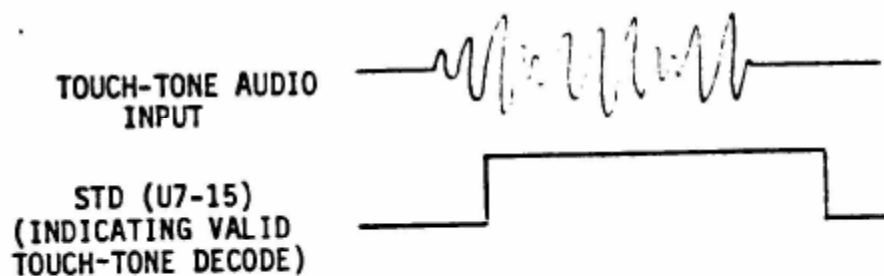 TOUCH-TONE AUDIO
INPUT
STD (U7-15)
(INDICATING VALID
TOUCH-TONE DECODE)